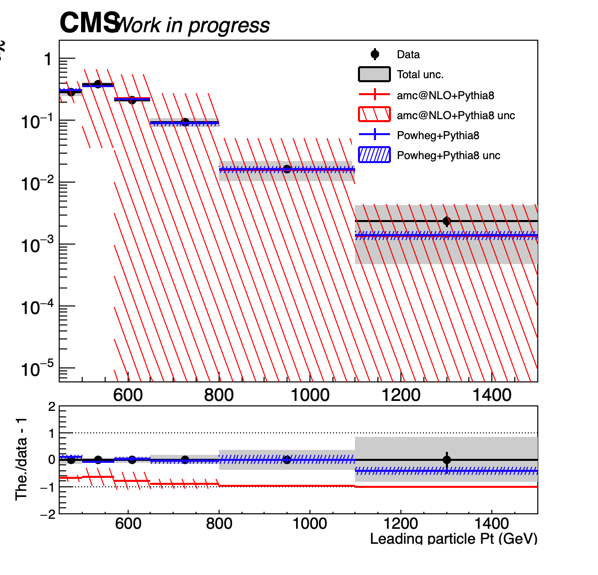 CMS Work in progress
1
10⁻¹
10⁻²
10⁻³
10⁻⁴
10⁻⁵
Data
Total unc.
amc@NLO+Pythia8
amc@NLO+Pythia8 unc
Powheg+Pythia8
Powheg+Pythia8 unc
600 800 1000 1200 1400
The./data - 1
2
1
0
−1
−2
600 800 1000 1200 1400
Leading particle Pt (GeV)